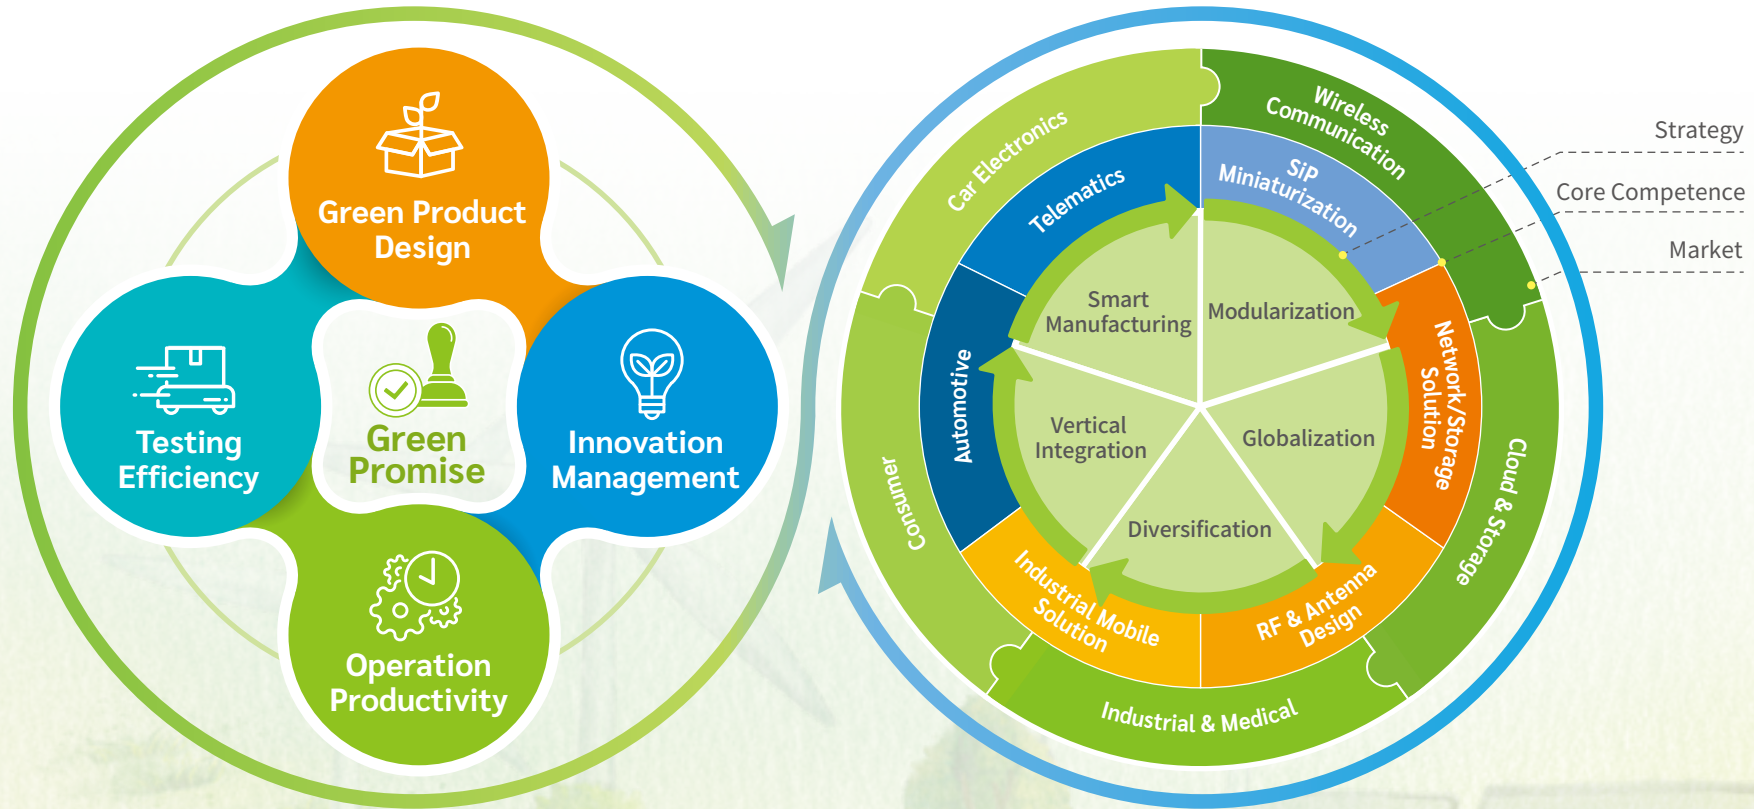 Green Product
Design
Testing
Efficiency
Green
Promise
Innovation
Management
Operation
Productivity
Car Electronics
Wireless
Communication
Cloud & Storage
Industrial & Medical
Consumer
Telematics
SiP
Miniaturization
Network/Storage
Solution
RF & Antenna
Design
Industrial Mobile
Solution
Automotive
Smart
Manufacturing
Modularization
Globalization
Diversification
Vertical
Integration
Strategy
Core Competence
Market